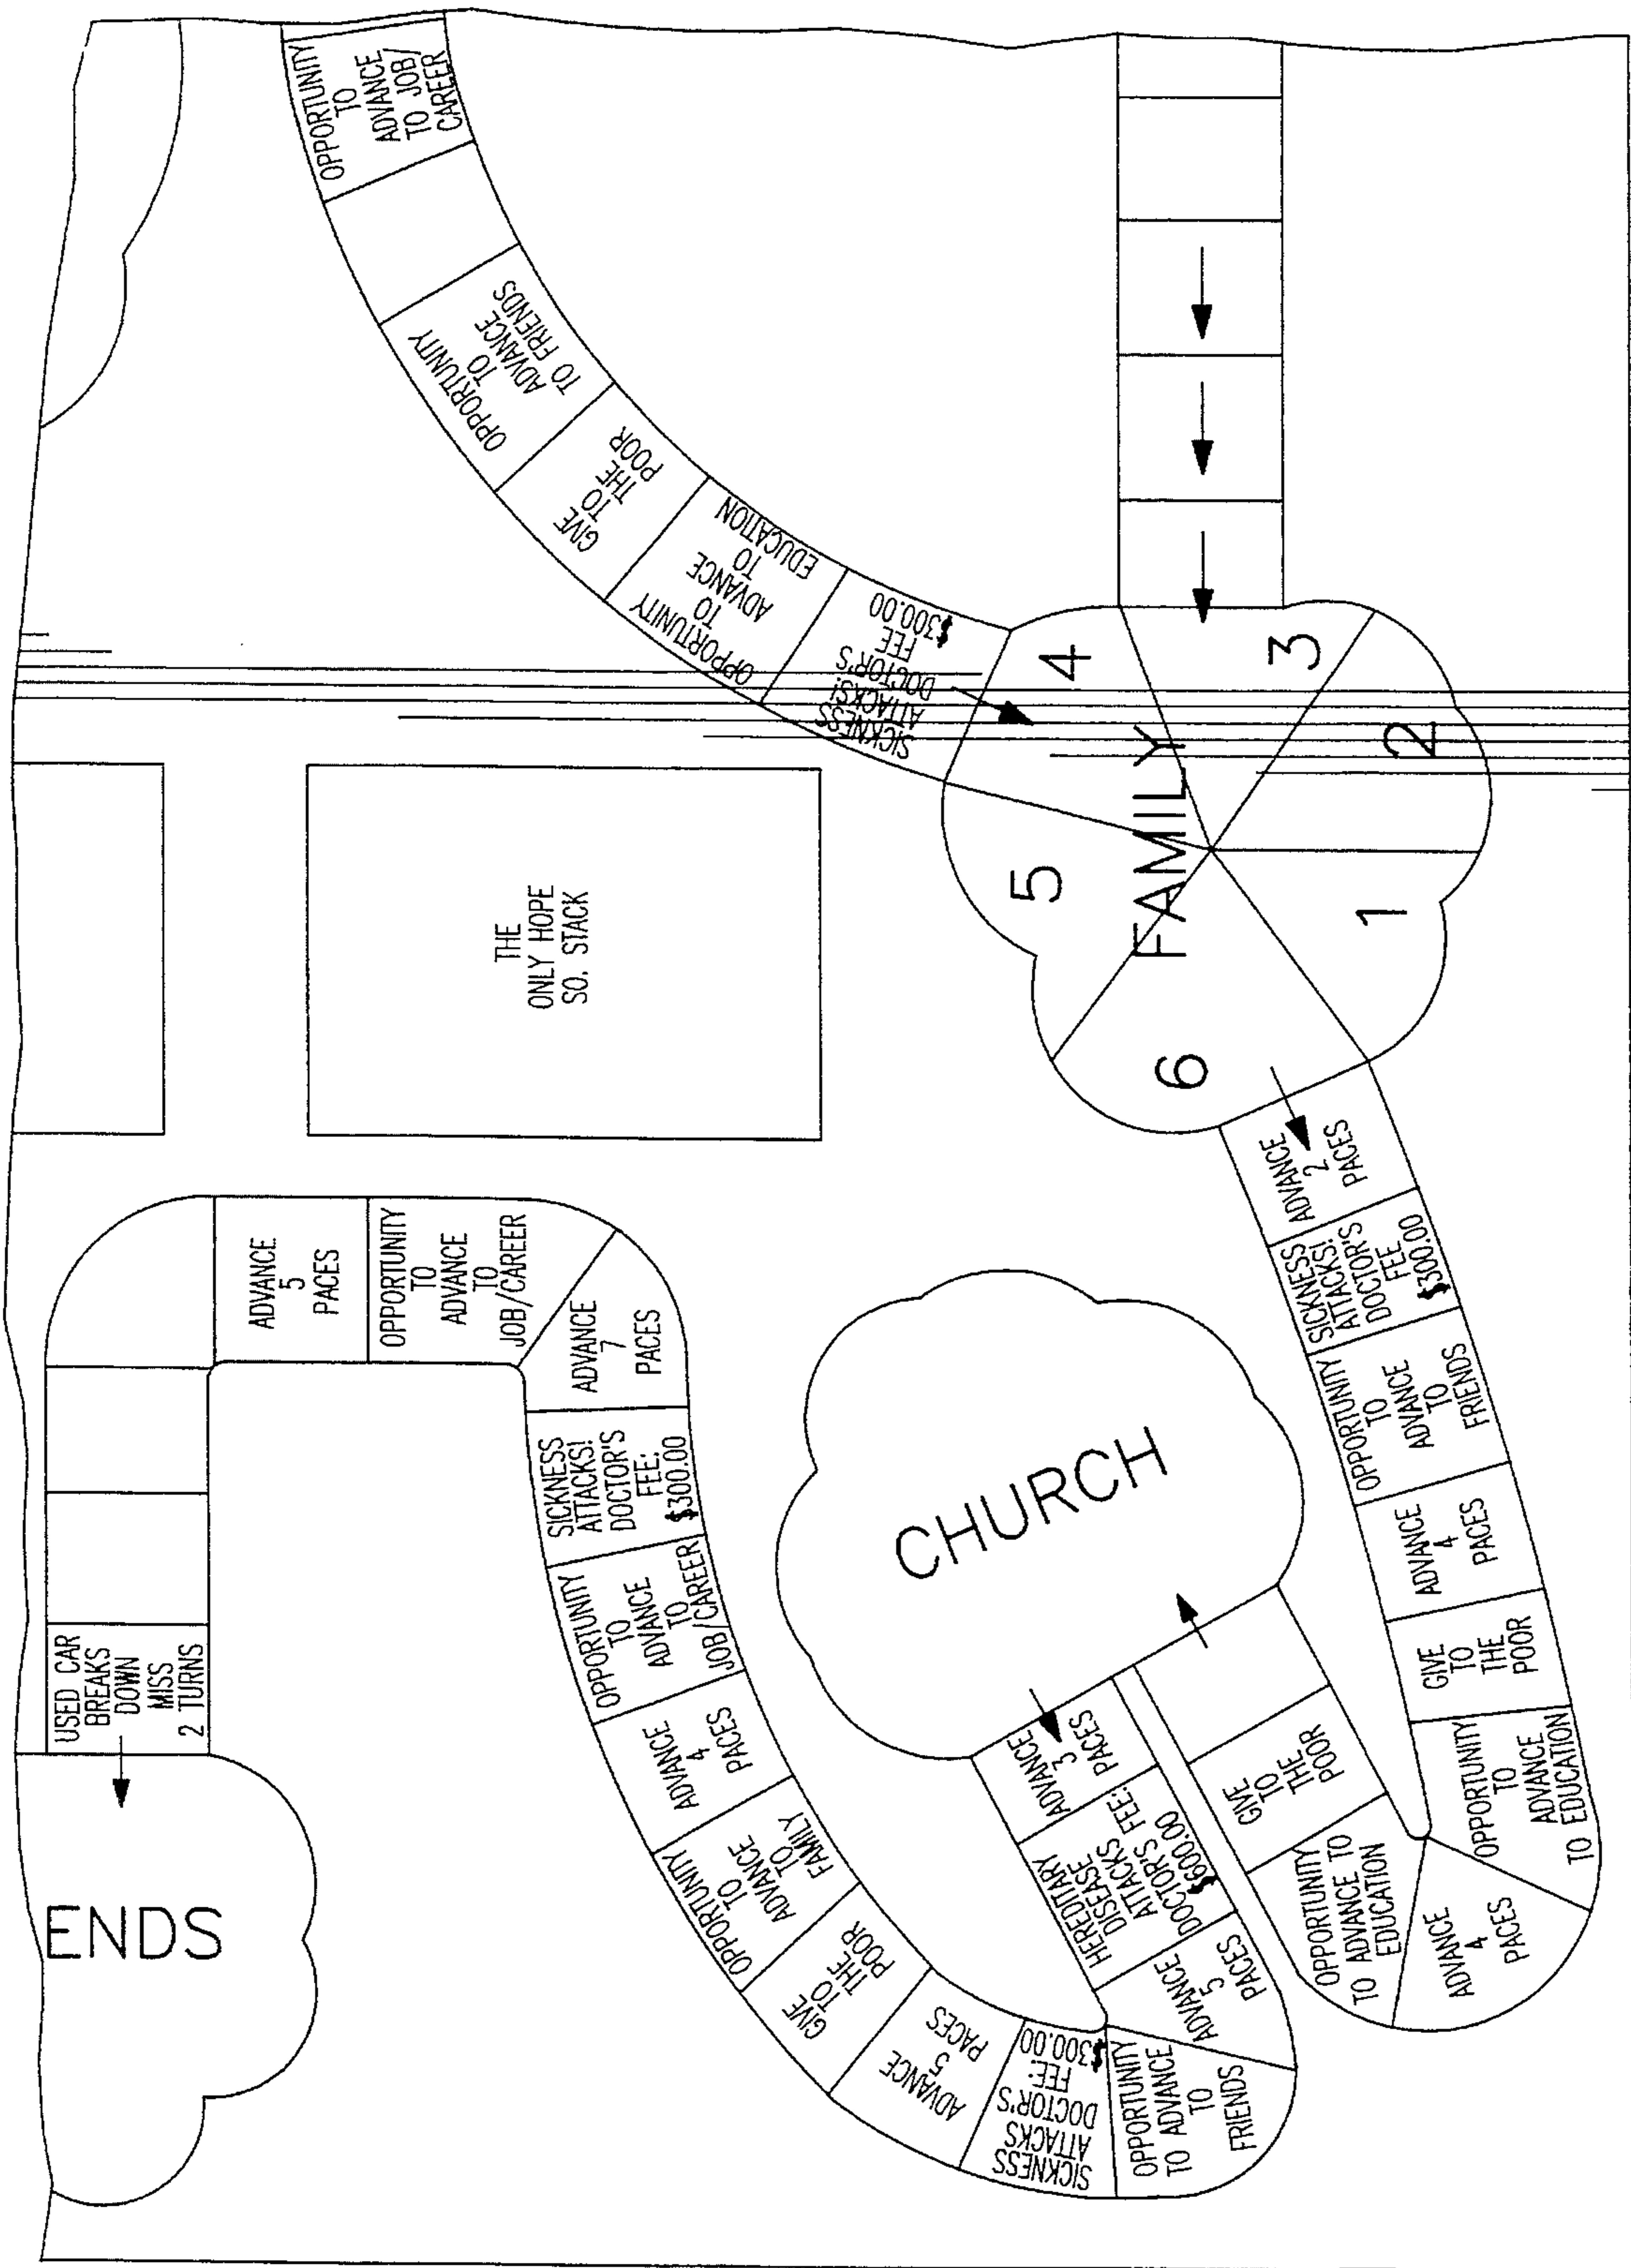 OPPORTUNITY
TO
ADVANCE
TO JOB/
CAREER
OPPORTUNITY
TO
ADVANCE
TO FRIENDS
GIVE
TO THE
POOR
OPPORTUNITY
TO
ADVANCE
TO
EDUCATION
SICKNESS
ATTACKS!
DOCTOR'S
FEE
$300.00
FAMILY
1
2
3
4
5
6
THE
ONLY HOPE
SO. STACK
ADVANCE
2
PACES
SICKNESS
ATTACKS!
DOCTOR'S
FEE
$300.00
OPPORTUNITY
TO
ADVANCE
TO
FRIENDS
ADVANCE
4
PACES
GIVE
TO
THE
POOR
OPPORTUNITY
TO
ADVANCE
TO EDUCATION
ADVANCE
4
PACES
OPPORTUNITY
TO ADVANCE TO
EDUCATION
GIVE
TO
THE
POOR
CHURCH
ADVANCE
3
PACES
HEREDITARY
DISEASE
ATTACKS
DOCTOR'S FEE:
$600.00
ADVANCE
5
PACES
OPPORTUNITY
TO ADVANCE
TO
FRIENDS
SICKNESS
ATTACKS
DOCTOR'S
FEE:
$300.00
ADVANCE
5
PACES
GIVE
TO THE
POOR
OPPORTUNITY
TO
ADVANCE
TO
FAMILY
ADVANCE
4
PACES
OPPORTUNITY
TO
ADVANCE
TO
JOB/CAREER
SICKNESS
ATTACKS!
DOCTOR'S
FEE:
$300.00
ADVANCE
7
PACES
OPPORTUNITY
TO
ADVANCE
TO
JOB/CAREER
ADVANCE
5
PACES
USED CAR
BREAKS
DOWN
MISS
2 TURNS
ENDS